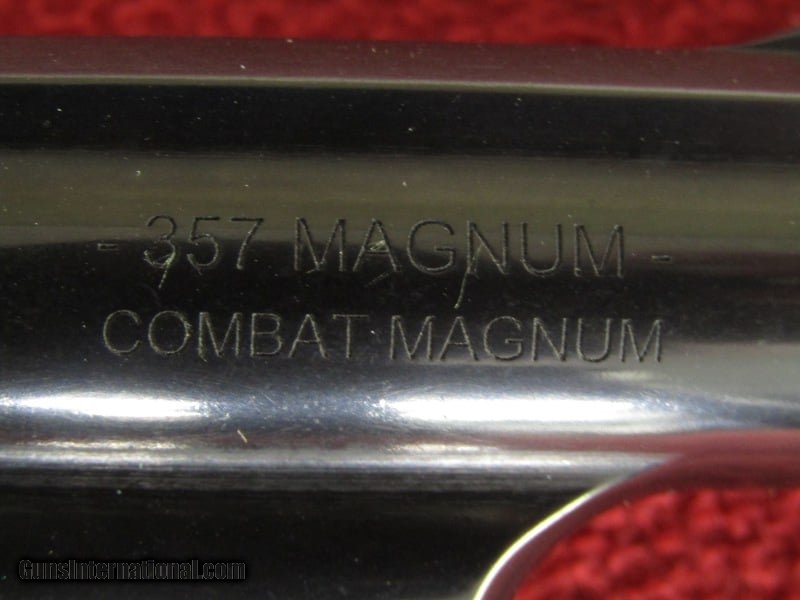 - 357 MAGNUM -
COMBAT MAGNUM
GunsInternational.com